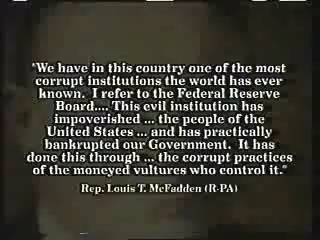 "We have in this country one of the most
corrupt institutions the world has ever
known.  I refer to the Federal Reserve
Board.... This evil institution has
impoverished ... the people of the
United States ... and has practically
bankrupted our Government.  It has
done this through ... the corrupt practices
of the moneyed vultures who control it."
Rep. Louis T. McFadden (R-PA)